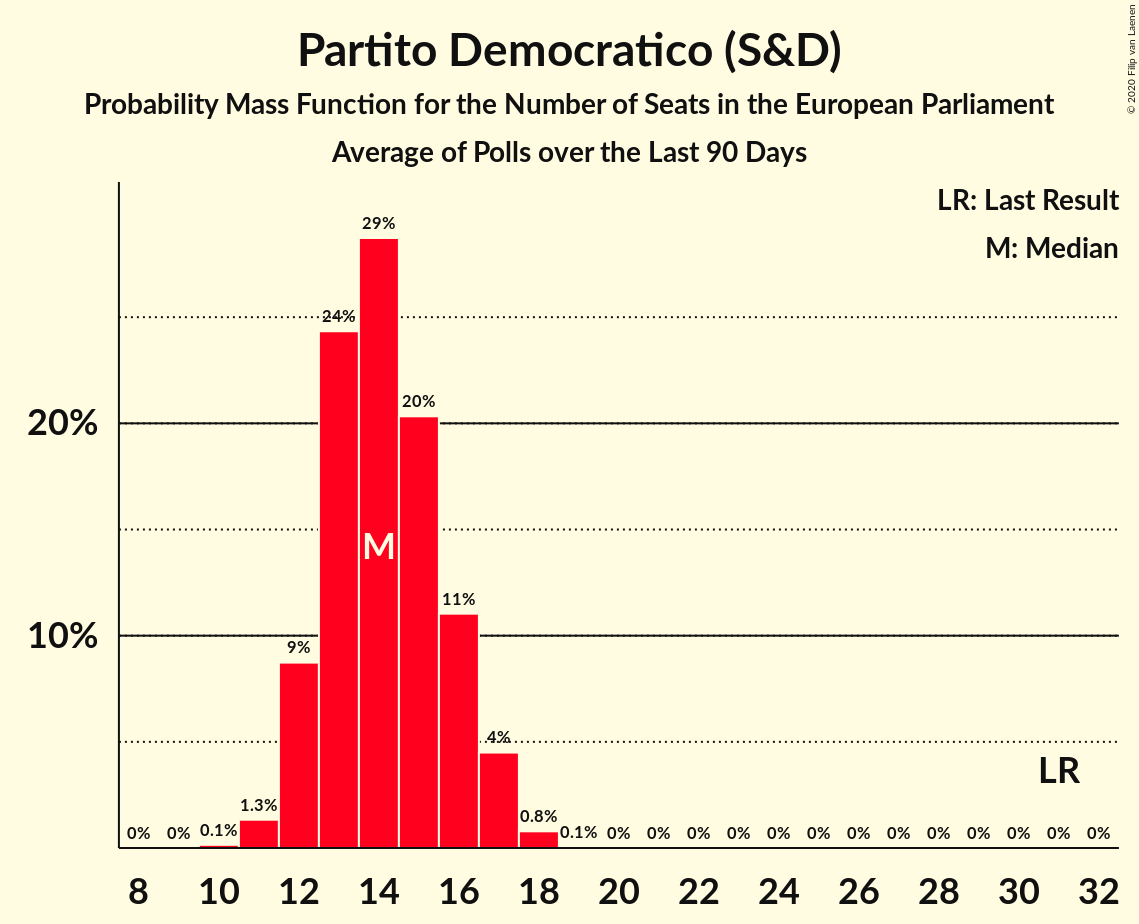 Partito Democratico (S&D)
Probability Mass Function for the Number of Seats in the European Parliament
Average of Polls over the Last 90 Days
© 2020 Filip van Laenen
LR: Last Result
M: Median
29%
24%
20%
20%
M
11%
10%
9%
4%
LR
1.3%
0.8%
0% 0% 0.1% 0.1% 0% 0% 0% 0% 0% 0% 0% 0% 0% 0% 0% 0% 0%
8 10 12 14 16 18 20 22 24 26 28 30 32